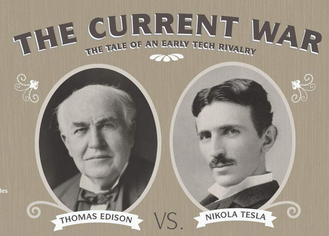 THE CURRENT WAR
THE TALE OF AN EARLY TECH RIVALRY
THOMAS EDISON
VS.
NIKOLA TESLA